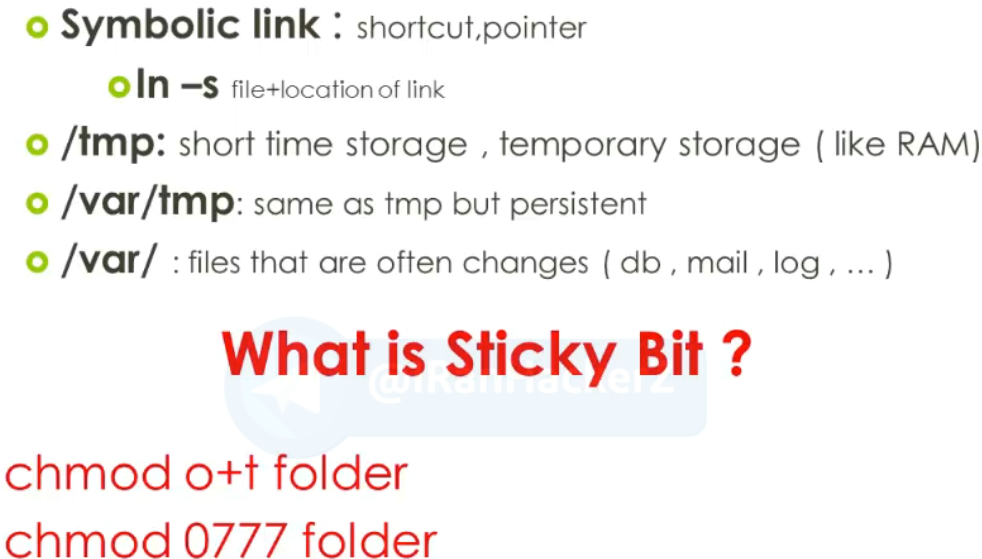 Symbolic link : shortcut,pointer
ln –s file+location of link
/tmp: short time storage , temporary storage ( like RAM)
/var/tmp: same as tmp but persistent
/var/ : files that are often changes ( db , mail , log , ... )
What is Sticky Bit ?
@iRanHacker2
chmod o+t folder
chmod 0777 folder